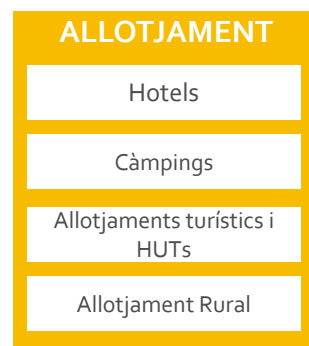 ALLOTJAMENT
Hotels
Càmpings
Allotjaments turístics i
HUTs
Allotjament Rural